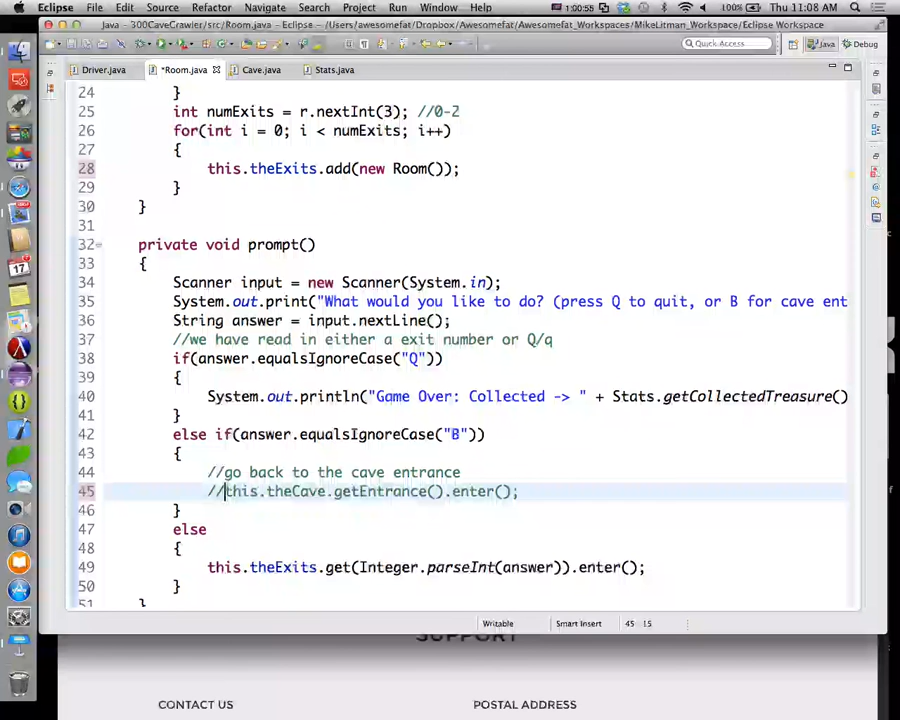 Eclipse File Edit Source Refactor Navigate Search Project Run Window Help 1:00:55 100% Thu 11:08 AM
Java - 300CaveCrawler/src/Room.java - Eclipse - /Users/awesomefat/Dropbox/Awesomefat_Workspaces/MikeLitman_Workspace/Eclipse Workspace
Quick Access Java Debug
Driver.java *Room.java Cave.java Stats.java
24 }
25 int numExits = r.nextInt(3); //0-2
26 for(int i = 0; i < numExits; i++)
27 {
28 this.theExits.add(new Room());
29 }
30 }
31
32 private void prompt()
33 {
34 Scanner input = new Scanner(System.in);
35 System.out.print("What would you like to do? (press Q to quit, or B for cave ent
36 String answer = input.nextLine();
37 //we have read in either a exit number or Q/q
38 if(answer.equalsIgnoreCase("Q"))
39 {
40 System.out.println("Game Over: Collected -> " + Stats.getCollectedTreasure()
41 }
42 else if(answer.equalsIgnoreCase("B"))
43 {
44 //go back to the cave entrance
45 //this.theCave.getEntrance().enter();
46 }
47 else
48 {
49 this.theExits.get(Integer.parseInt(answer)).enter();
50 }
51 }
Writable Smart Insert 45 : 5
SUPPORT
CONTACT US POSTAL ADDRESS
17